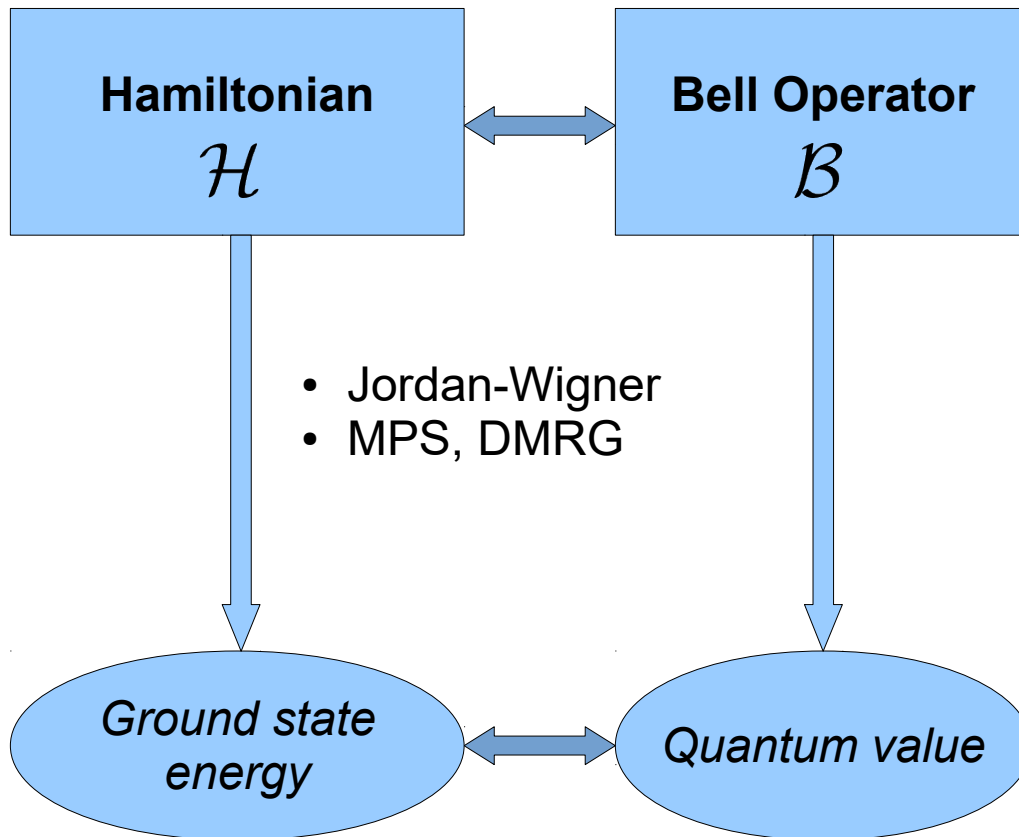 Hamiltonian
ℋ
Bell Operator
ℬ
• Jordan-Wigner
• MPS, DMRG
Ground state
energy
Quantum value